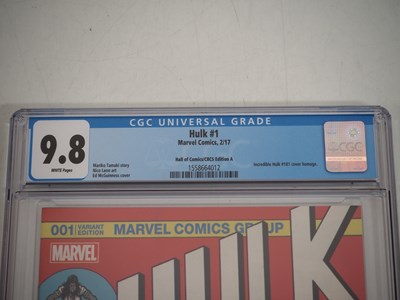 CGC UNIVERSAL GRADE
9.8
WHITE Pages
Hulk #1
Marvel Comics, 2/17
Hall of Comics/CBCS Edition A
Mariko Tamaki story
Nico Leon art
Ed McGuinness cover
Incredible Hulk #181 cover homage.
1558664012
CGC
001 VARIANT EDITION
MARVEL COMICS GROUP
MARVEL
HULK